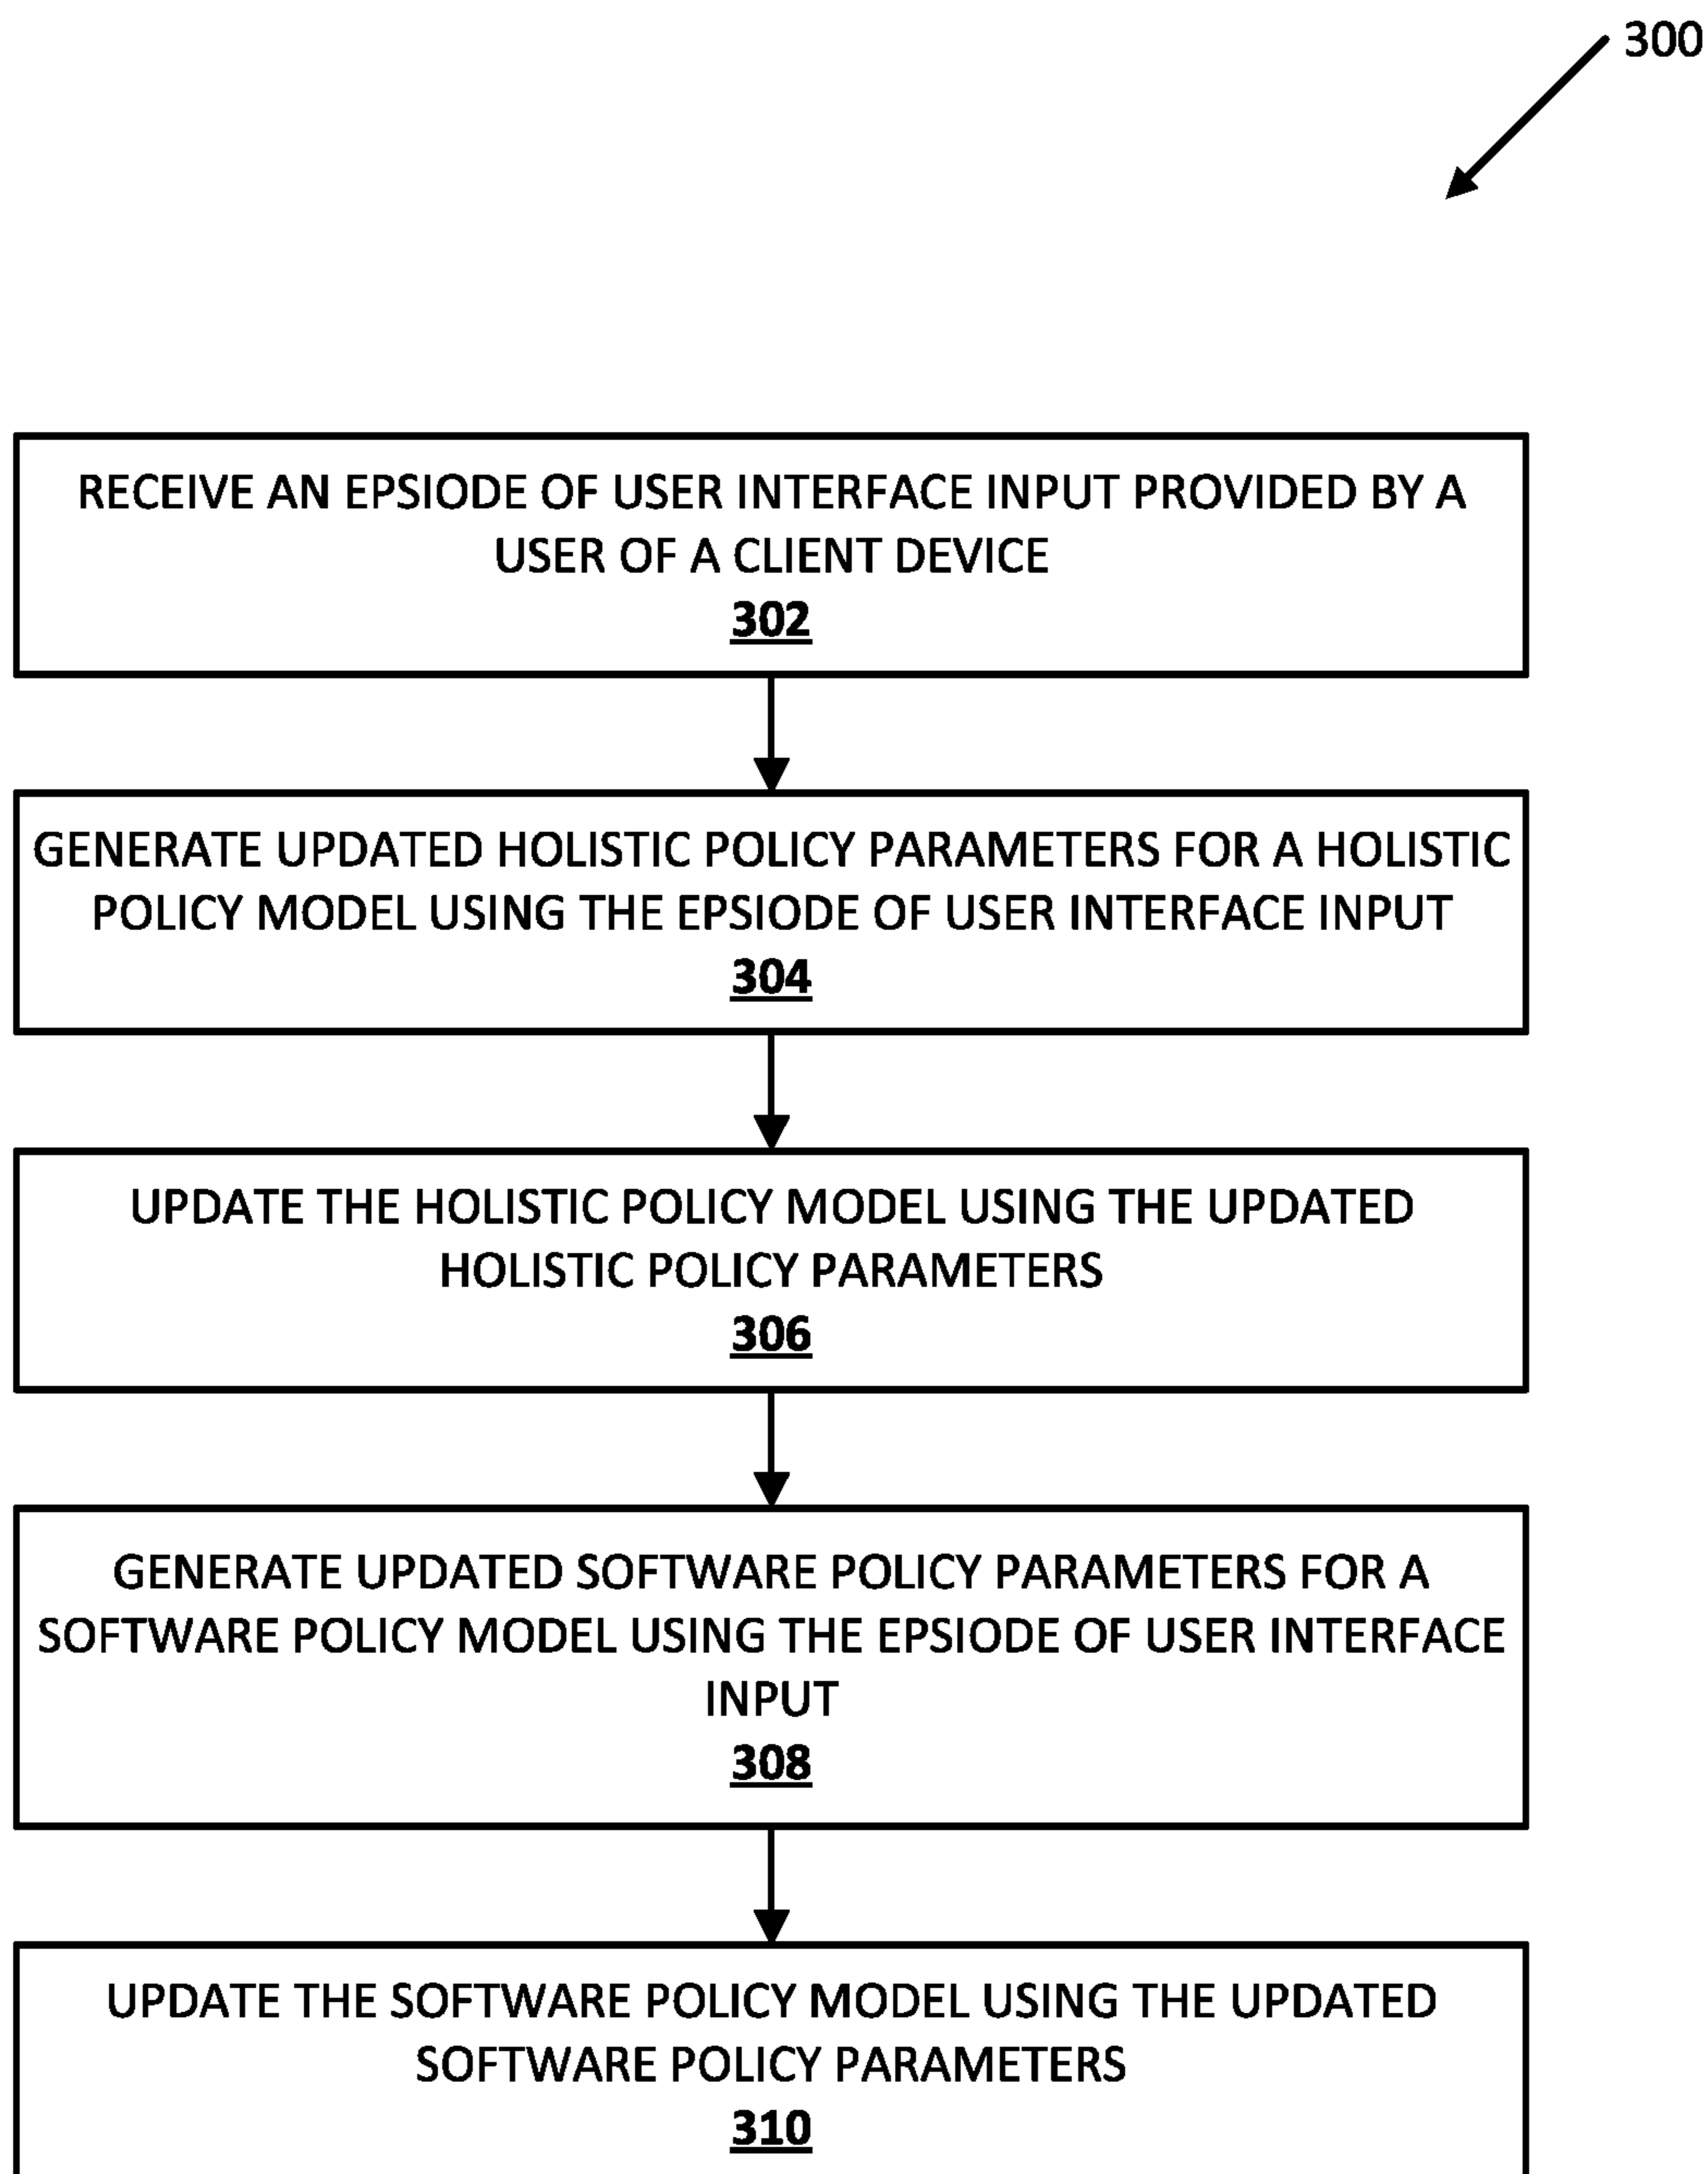 300
RECEIVE AN EPSIODE OF USER INTERFACE INPUT PROVIDED BY A
USER OF A CLIENT DEVICE
302
GENERATE UPDATED HOLISTIC POLICY PARAMETERS FOR A HOLISTIC
POLICY MODEL USING THE EPSIODE OF USER INTERFACE INPUT
304
UPDATE THE HOLISTIC POLICY MODEL USING THE UPDATED
HOLISTIC POLICY PARAMETERS
306
GENERATE UPDATED SOFTWARE POLICY PARAMETERS FOR A
SOFTWARE POLICY MODEL USING THE EPSIODE OF USER INTERFACE
INPUT
308
UPDATE THE SOFTWARE POLICY MODEL USING THE UPDATED
SOFTWARE POLICY PARAMETERS
310